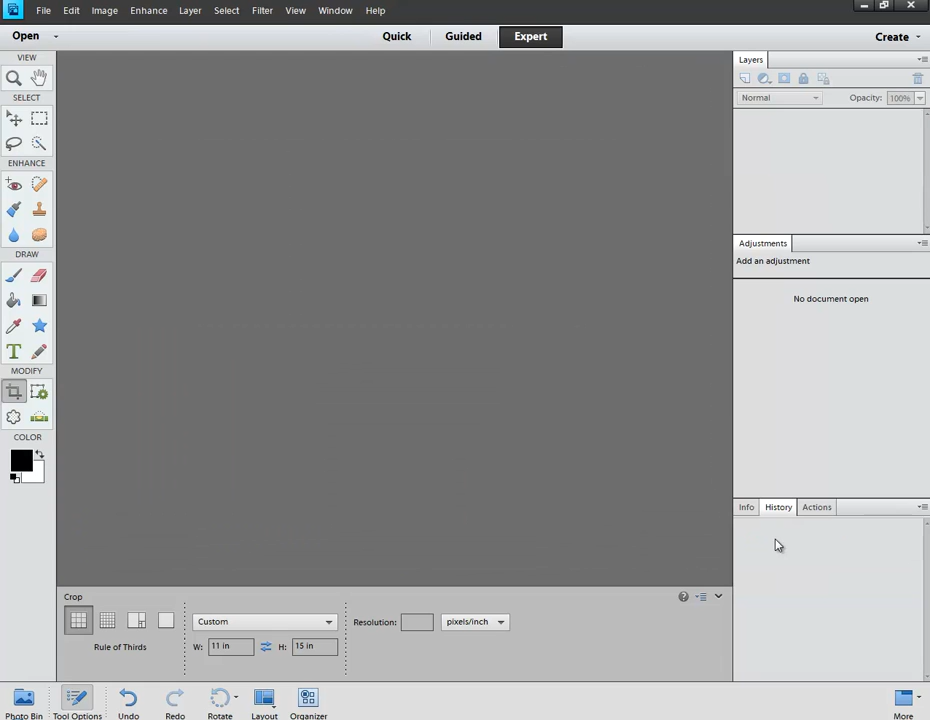 File Edit Image Enhance Layer Select Filter View Window Help
Open Quick Guided Expert Create
VIEW
SELECT
ENHANCE
DRAW
MODIFY
COLOR
Layers
Normal Opacity: 100%
Adjustments
Add an adjustment
No document open
Info History Actions
Crop
Custom Resolution: pixels/inch
Rule of Thirds W: 11 in H: 15 in
Photo Bin Tool Options Undo Redo Rotate Layout Organizer More